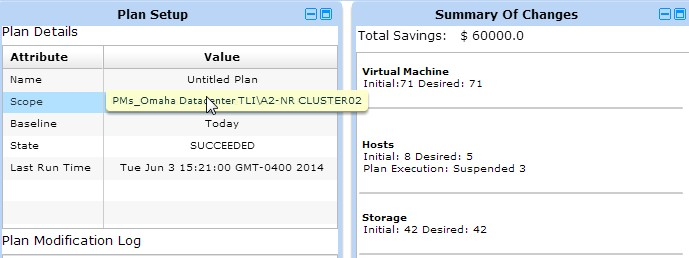 Plan Setup
Plan Details
Attribute Value
Name Untitled Plan
Scope PMs_Omaha Datacenter TLI\A2-NR CLUSTER02
Baseline Today
State SUCCEEDED
Last Run Time Tue Jun 3 15:21:00 GMT-0400 2014
Plan Modification Log
Summary Of Changes
Total Savings: $ 60000.0
Virtual Machine
Initial:71 Desired: 71
Hosts
Initial: 8 Desired: 5
Plan Execution: Suspended 3
Storage
Initial: 42 Desired: 42